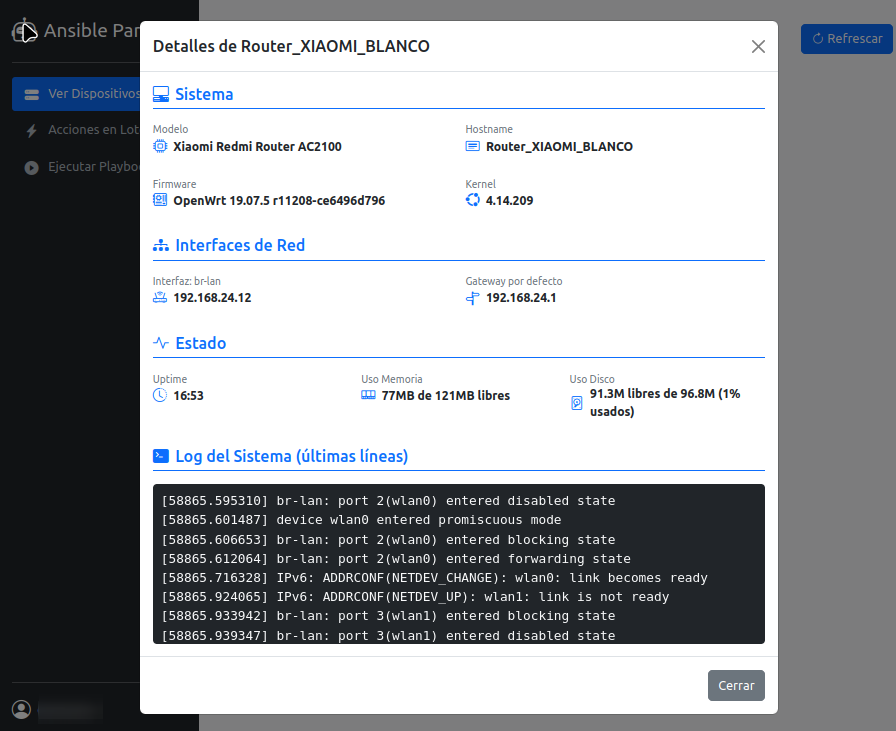 Ansible Par
Refrescar
Ver Dispositivos
Acciones en Lot
Ejecutar Playbo
Detalles de Router_XIAOMI_BLANCO
Sistema
Modelo
Xiaomi Redmi Router AC2100
Hostname
Router_XIAOMI_BLANCO
Firmware
OpenWrt 19.07.5 r11208-ce6496d796
Kernel
4.14.209
Interfaces de Red
Interfaz: br-lan
192.168.24.12
Gateway por defecto
192.168.24.1
Estado
Uptime
16:53
Uso Memoria
77MB de 121MB libres
Uso Disco
91.3M libres de 96.8M (1%
usados)
Log del Sistema (últimas líneas)
[58865.595310] br-lan: port 2(wlan0) entered disabled state
[58865.601487] device wlan0 entered promiscuous mode
[58865.606653] br-lan: port 2(wlan0) entered blocking state
[58865.612064] br-lan: port 2(wlan0) entered forwarding state
[58865.716328] IPv6: ADDRCONF(NETDEV_CHANGE): wlan0: link becomes ready
[58865.924065] IPv6: ADDRCONF(NETDEV_UP): wlan1: link is not ready
[58865.933942] br-lan: port 3(wlan1) entered blocking state
[58865.939347] br-lan: port 3(wlan1) entered disabled state
Cerrar